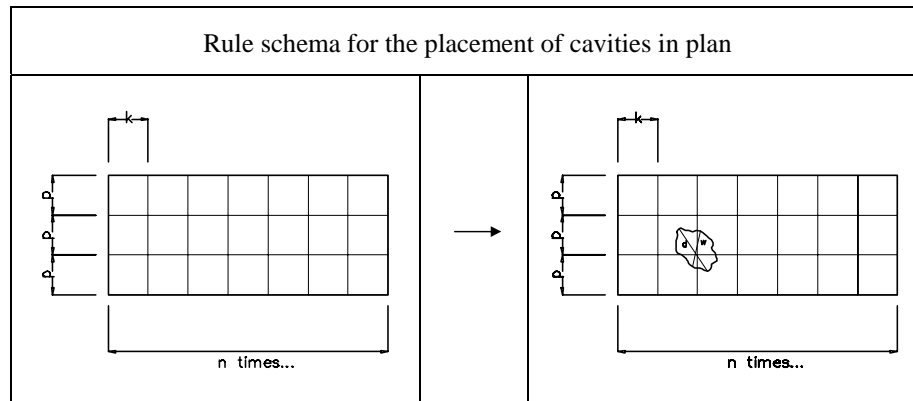 Rule schema for the placement of cavities in plan
k
p
p
p
n times...
k
p
p
p
d w
n times...